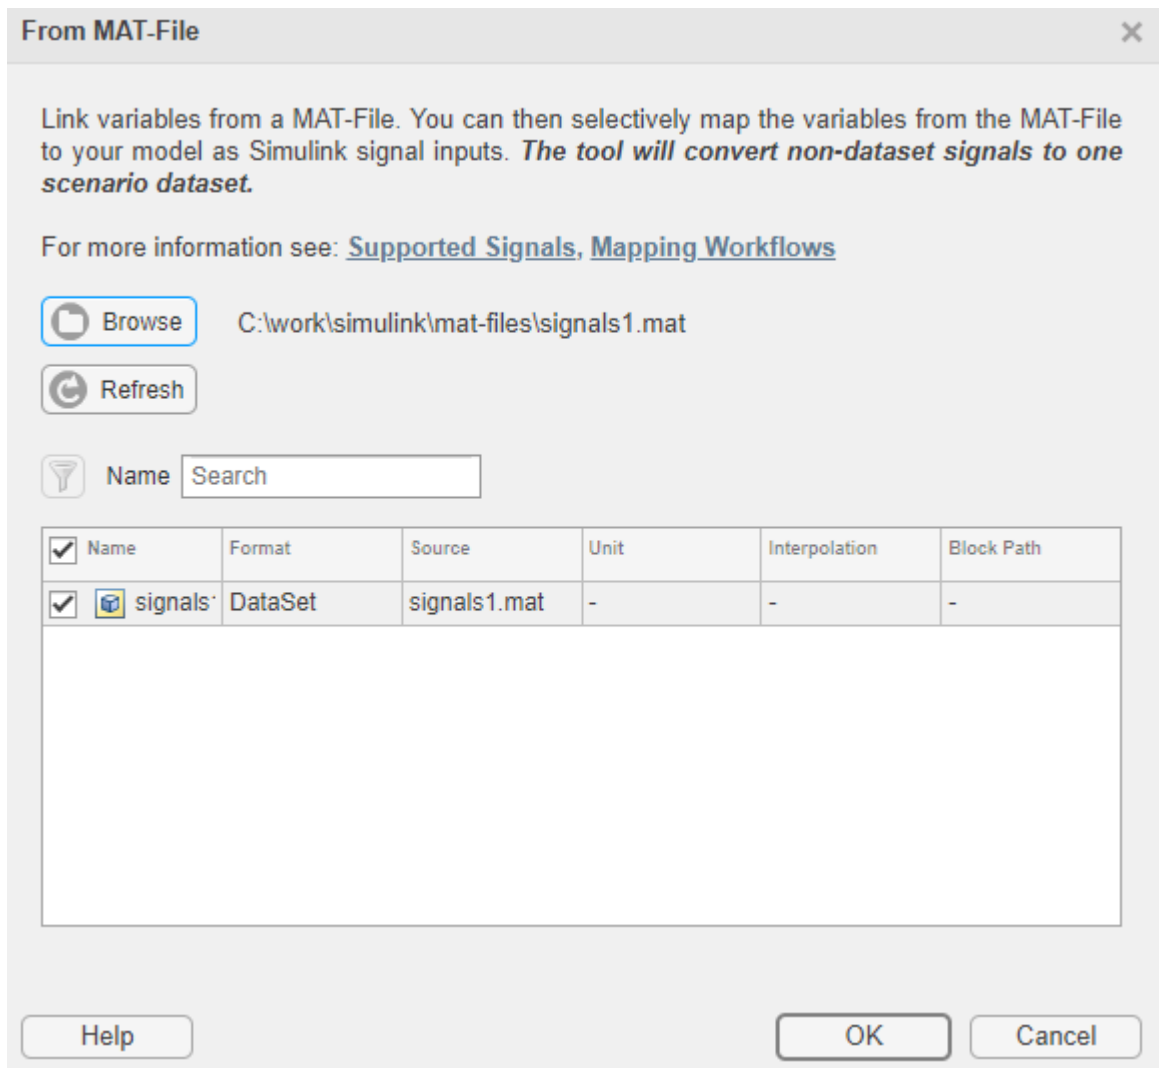 From MAT-File
Link variables from a MAT-File. You can then selectively map the variables from the MAT-File
to your model as Simulink signal inputs. The tool will convert non-dataset signals to one
scenario dataset.
For more information see: Supported Signals, Mapping Workflows
Browse C:\work\simulink\mat-files\signals1.mat
Refresh
Name Search
Name Format Source Unit Interpolation Block Path
signals DataSet signals1.mat - - -
Help OK Cancel